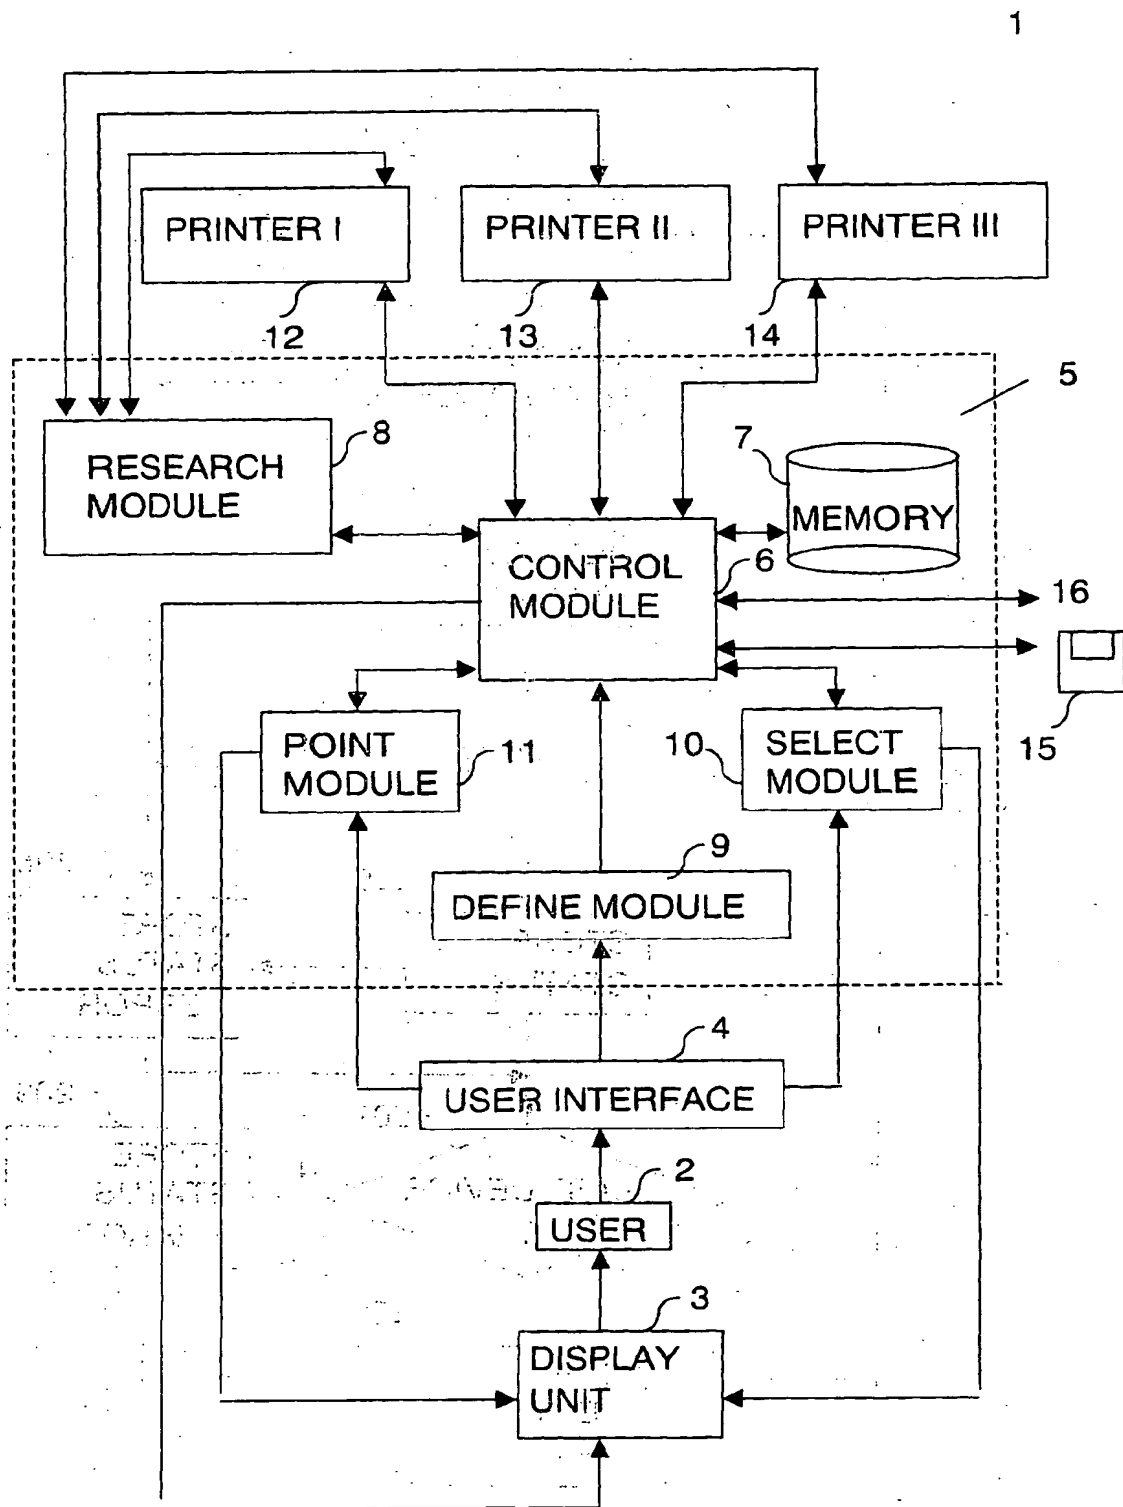 1
PRINTER I
PRINTER II
PRINTER III
12
13
14
5
8
7
RESEARCH
MODULE
MEMORY
CONTROL
MODULE
6
16
15
POINT
MODULE
11
10
SELECT
MODULE
9
DEFINE MODULE
4
USER INTERFACE
2
USER
3
DISPLAY
UNIT